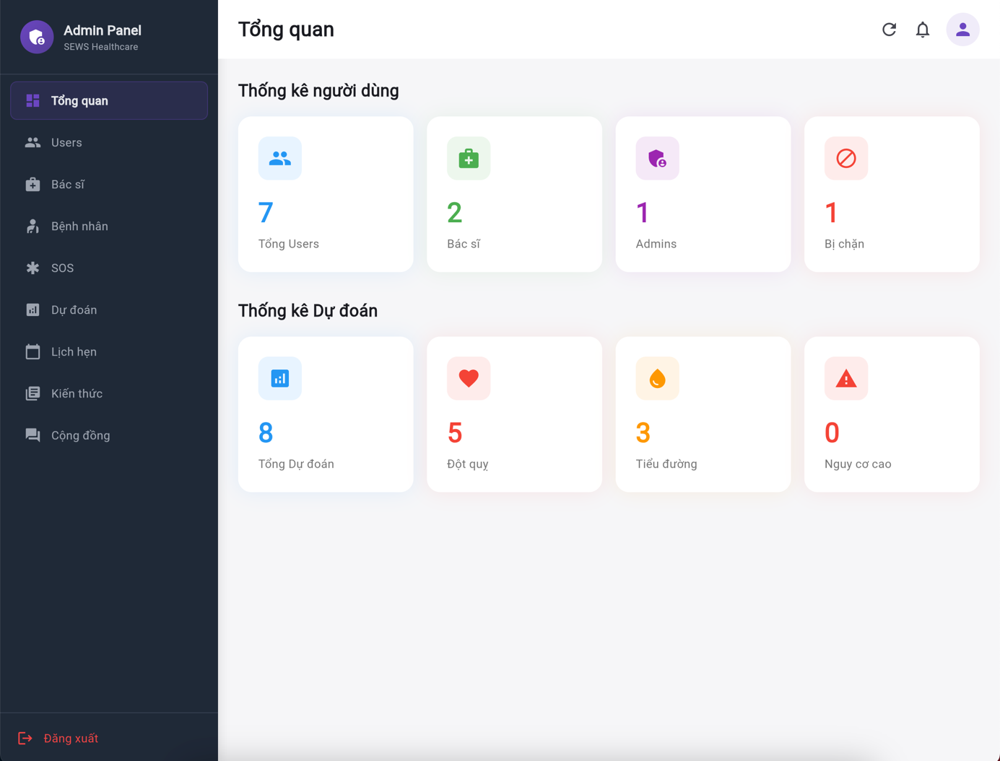 Admin Panel
SEWS Healthcare
Tổng quan
Users
Bác sĩ
Bệnh nhân
SOS
Dự đoán
Lịch hẹn
Kiến thức
Cộng đồng
Đăng xuất
Tổng quan
Thống kê người dùng
7
Tổng Users
2
Bác sĩ
1
Admins
1
Bị chặn
Thống kê Dự đoán
8
Tổng Dự đoán
5
Đột quỵ
3
Tiểu đường
0
Nguy cơ cao